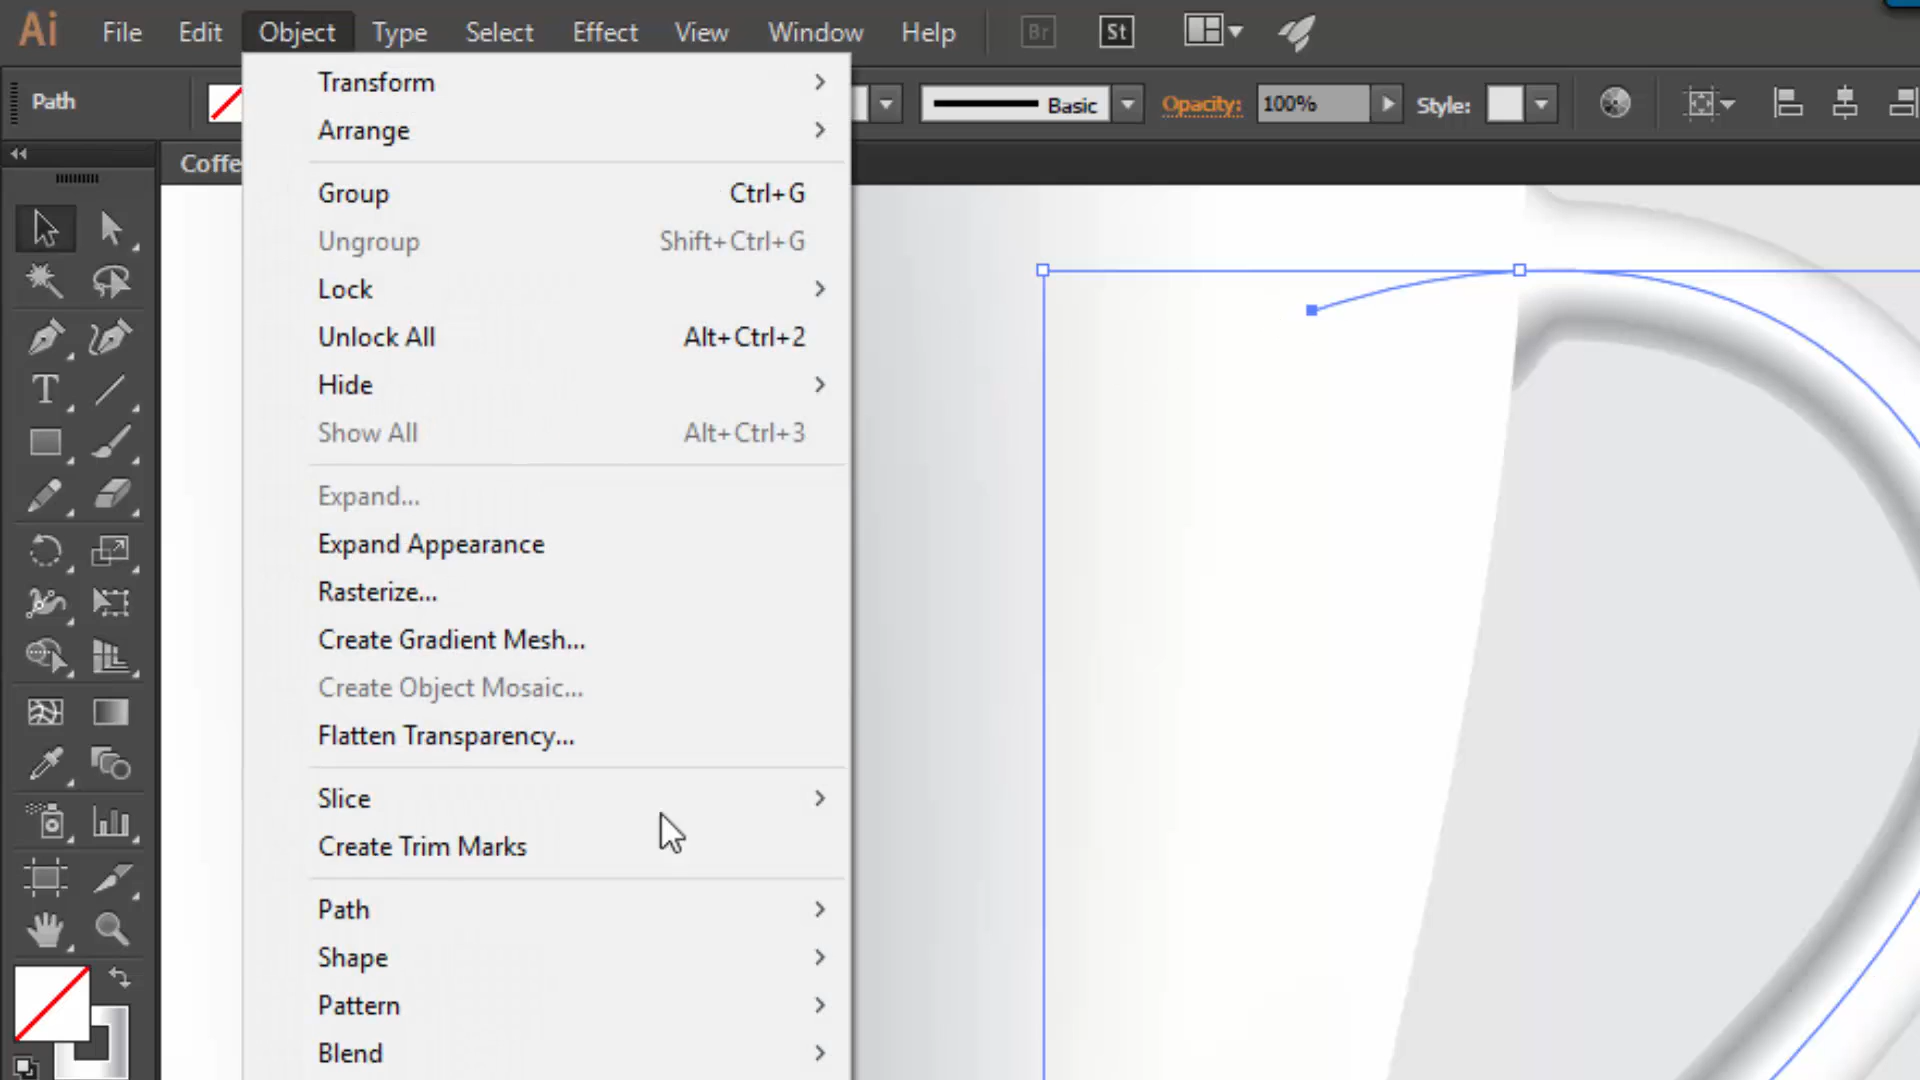 Ai File Edit Object Type Select Effect View Window Help Br St
Path Basic Opacity: 100% Style:
Coffe
Transform
Arrange
Group Ctrl+G
Ungroup Shift+Ctrl+G
Lock
Unlock All Alt+Ctrl+2
Hide
Show All Alt+Ctrl+3
Expand...
Expand Appearance
Rasterize...
Create Gradient Mesh...
Create Object Mosaic...
Flatten Transparency...
Slice
Create Trim Marks
Path
Shape
Pattern
Blend